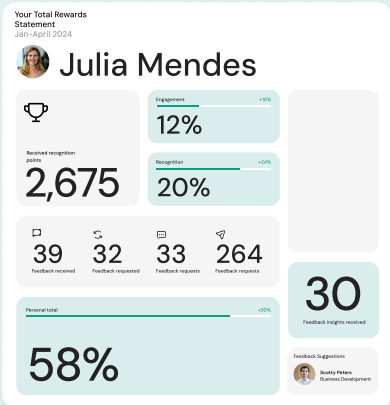 Your Total Rewards
Statement
Jan-April 2024
Julia Mendes
Received recognition
points
2,675
Engagement +10%
12%
Recognition +24%
20%
39
Feedback received
32
Feedback requested
33
Feedback requests
264
Feedback requests
Personal total +30%
58%
30
Feedback insights received
Feedback Suggestions
Scotty Peters
Business Development